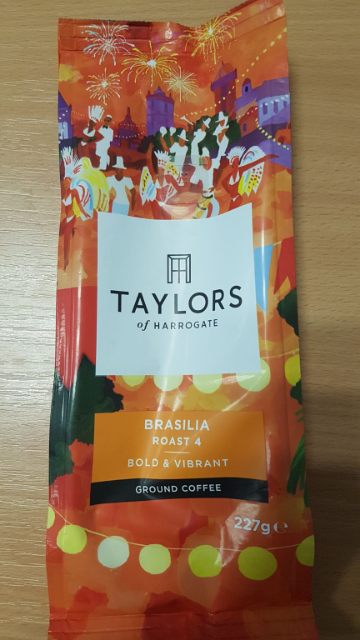 TAYLORS
of HARROGATE
BRASILIA
ROAST 4
BOLD & VIBRANT
GROUND COFFEE
227g ℮